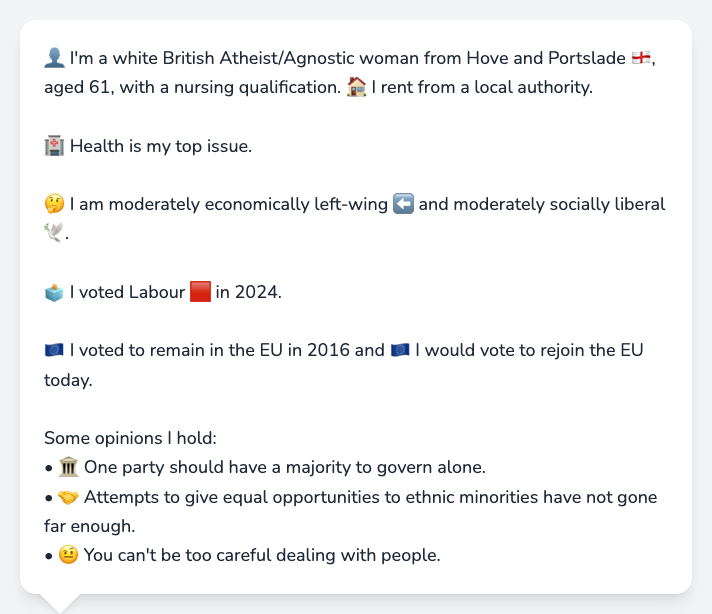 👤 I'm a white British Atheist/Agnostic woman from Hove and Portslade 🏴󠁧󠁢󠁥󠁮󠁧󠁿,
aged 61, with a nursing qualification. 🏠 I rent from a local authority.
🏥 Health is my top issue.
🤔 I am moderately economically left-wing ⬅️ and moderately socially liberal
🕊️.
🗳️ I voted Labour 🟥 in 2024.
🇪🇺 I voted to remain in the EU in 2016 and 🇪🇺 I would vote to rejoin the EU
today.
Some opinions I hold:
• 🏛️ One party should have a majority to govern alone.
• 🤝 Attempts to give equal opportunities to ethnic minorities have not gone
far enough.
• 🤨 You can't be too careful dealing with people.